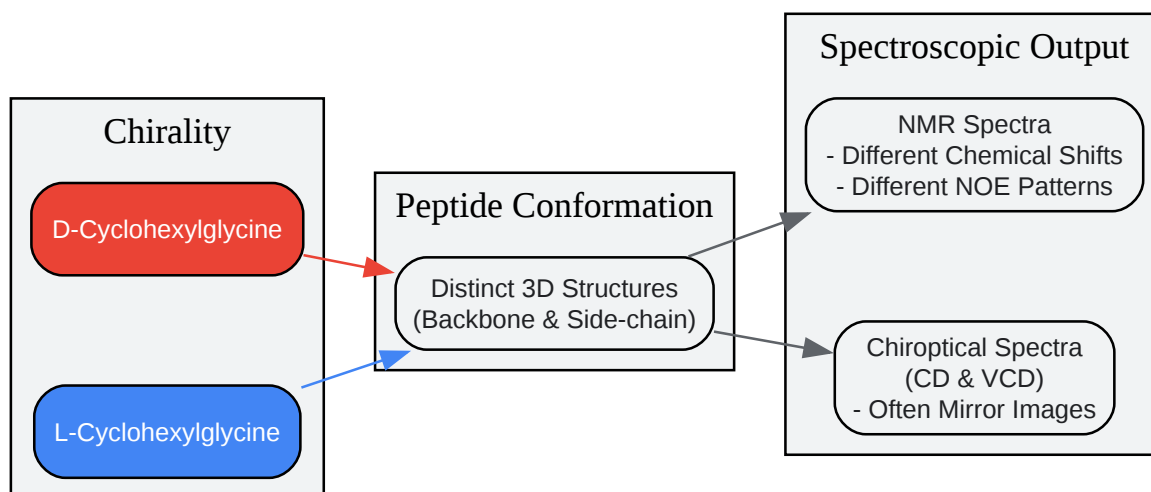 Chirality
D-Cyclohexylglycine
L-Cyclohexylglycine
Peptide Conformation
Distinct 3D Structures
(Backbone & Side-chain)
Spectroscopic Output
NMR Spectra
- Different Chemical Shifts
- Different NOE Patterns
Chiroptical Spectra
(CD & VCD)
- Often Mirror Images